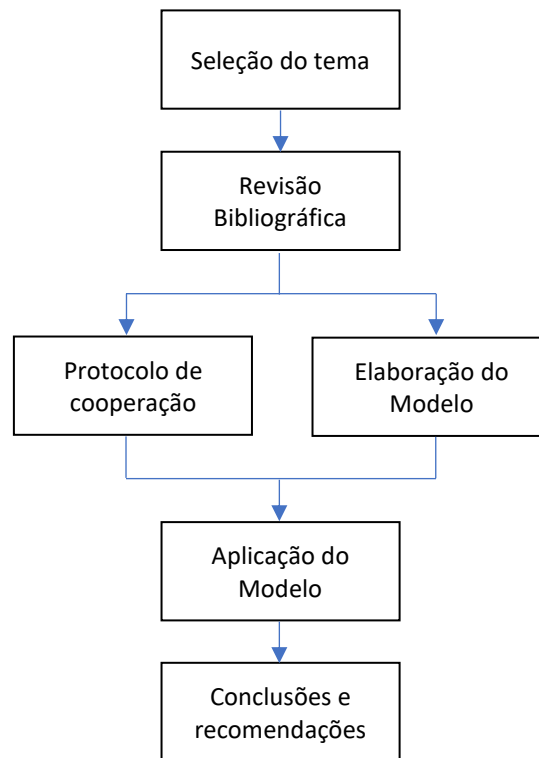 Seleção do tema
Revisão
Bibliográfica
Protocolo de
cooperação
Elaboração do
Modelo
Aplicação do
Modelo
Conclusões e
recomendações